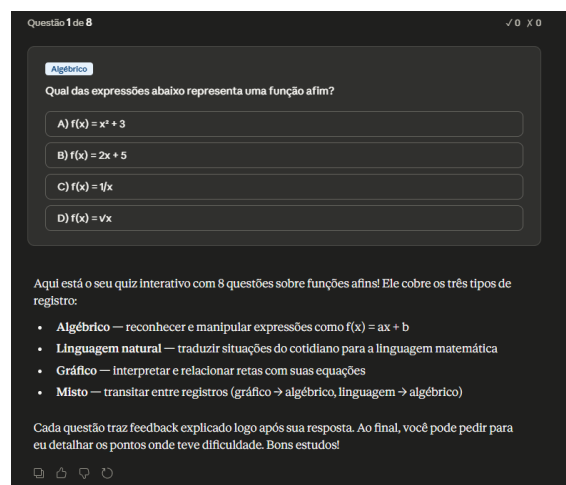 Questão 1 de 8
✓ 0 ✗ 0
Algébrico
Qual das expressões abaixo representa uma função afim?
A) f(x) = x² + 3
B) f(x) = 2x + 5
C) f(x) = 1/x
D) f(x) = √x
Aqui está o seu quiz interativo com 8 questões sobre funções afins! Ele cobre os três tipos de
registro:
• Algébrico — reconhecer e manipular expressões como f(x) = ax + b
• Linguagem natural — traduzir situações do cotidiano para a linguagem matemática
• Gráfico — interpretar e relacionar retas com suas equações
• Misto — transitar entre registros (gráfico → algébrico, linguagem → algébrico)
Cada questão traz feedback explicado logo após sua resposta. Ao final, você pode pedir para
eu detalhar os pontos onde teve dificuldade. Bons estudos!